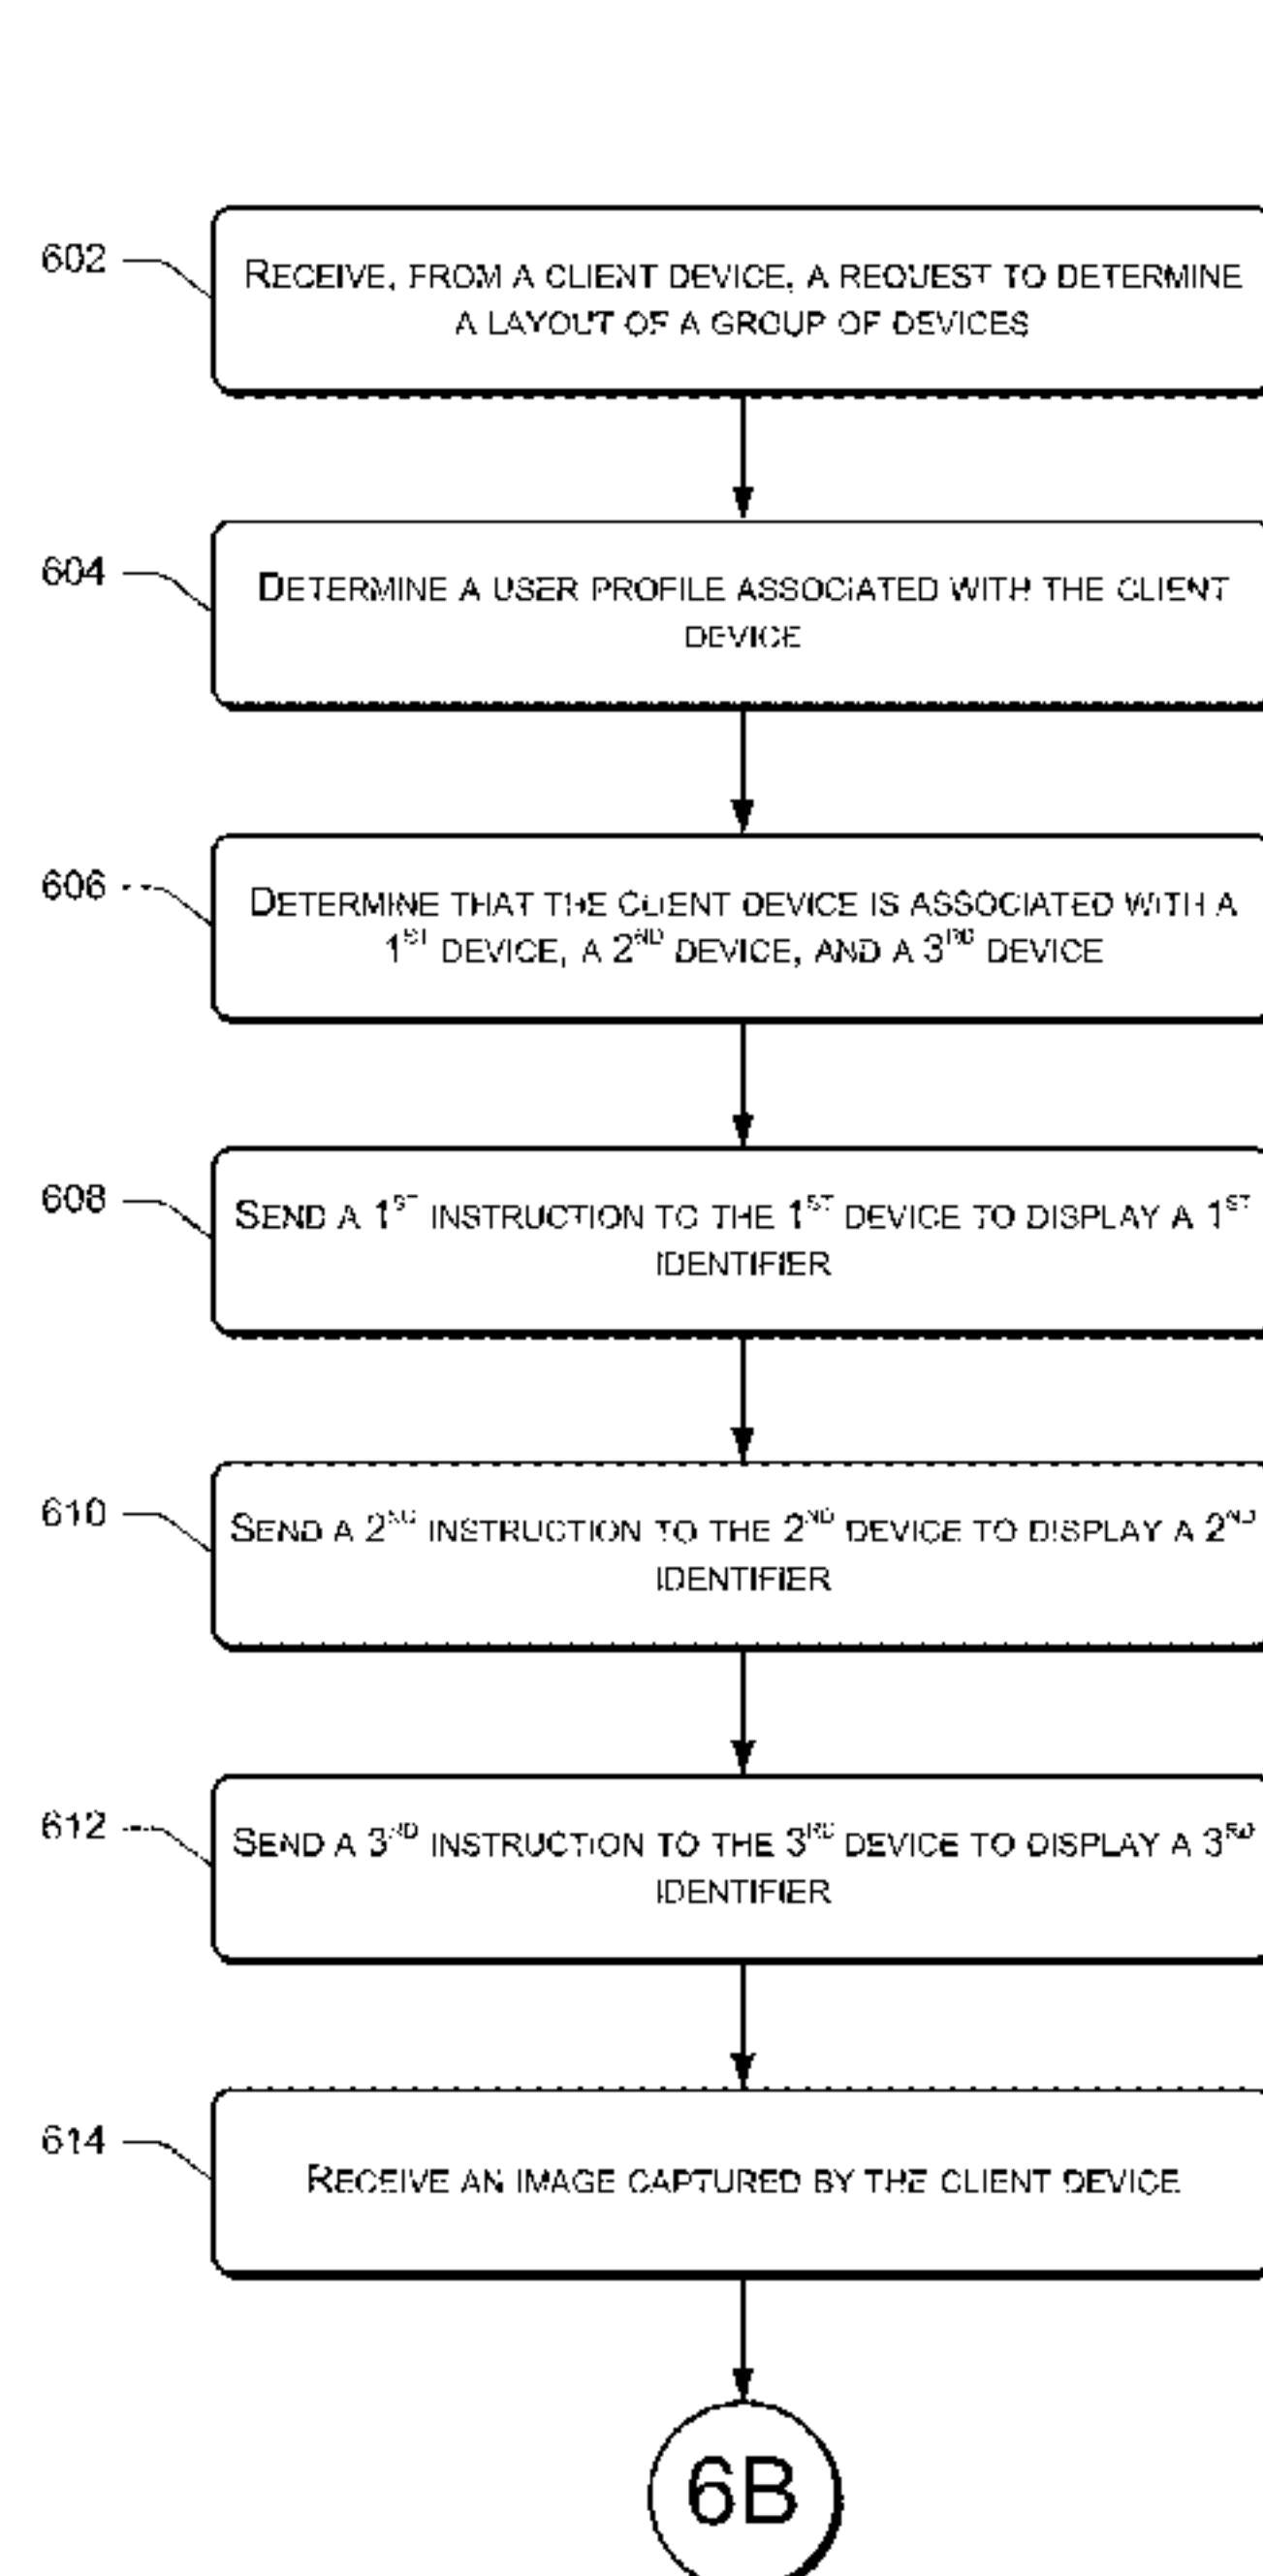 602
RECEIVE, FROM A CLIENT DEVICE, A REQUEST TO DETERMINE
A LAYOUT OF A GROUP OF DEVICES
604
DETERMINE A USER PROFILE ASSOCIATED WITH THE CLIENT
DEVICE
606
DETERMINE THAT THE CLIENT DEVICE IS ASSOCIATED WITH A
1ST DEVICE, A 2ND DEVICE, AND A 3RD DEVICE
608
SEND A 1ST INSTRUCTION TO THE 1ST DEVICE TO DISPLAY A 1ST
IDENTIFIER
610
SEND A 2ND INSTRUCTION TO THE 2ND DEVICE TO DISPLAY A 2ND
IDENTIFIER
612
SEND A 3RD INSTRUCTION TO THE 3RD DEVICE TO DISPLAY A 3RD
IDENTIFIER
614
RECEIVE AN IMAGE CAPTURED BY THE CLIENT DEVICE
6B